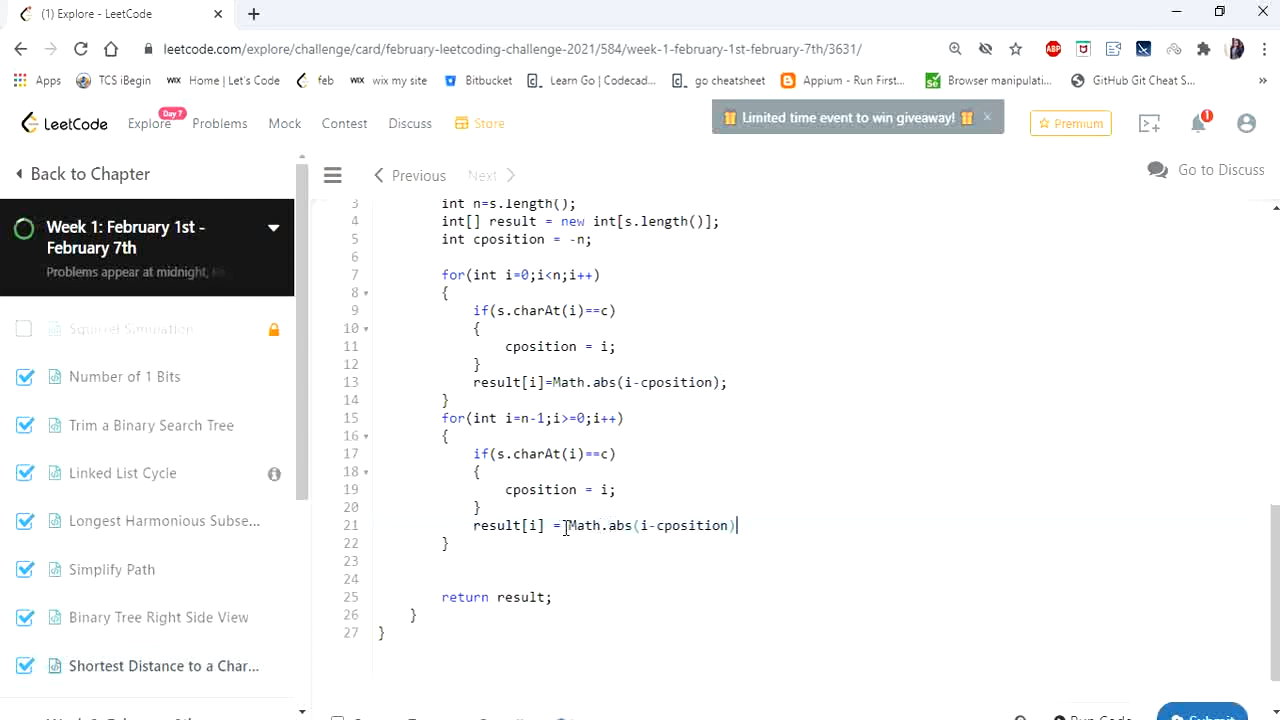 (1) Explore - LeetCode
leetcode.com/explore/challenge/card/february-leetcoding-challenge-2021/584/week-1-february-1st-february-7th/3631/
ABP
Apps TCS iBegin WIX Home | Let's Code feb WIX wix my site Bitbucket Learn Go | Codecad... go cheatsheet Appium - Run First... Browser manipulati... GitHub Git Cheat S... »
LeetCode Explore Day 7 Problems Mock Contest Discuss Store Limited time event to win giveaway! × Premium 1
Back to Chapter
Previous Next Go to Discuss
Week 1: February 1st -
February 7th
Problems appear at midnight,
Squirrel Simulation
Number of 1 Bits
Trim a Binary Search Tree
Linked List Cycle
Longest Harmonious Subse...
Simplify Path
Binary Tree Right Side View
Shortest Distance to a Char...
3 int n=s.length();
4 int[] result = new int[s.length()];
5 int cposition = -n;
6
7 for(int i=0;i<n;i++)
8 {
9 if(s.charAt(i)==c)
10 {
11 cposition = i;
12 }
13 result[i]=Math.abs(i-cposition);
14 }
15 for(int i=n-1;i>=0;i++)
16 {
17 if(s.charAt(i)==c)
18 {
19 cposition = i;
20 }
21 result[i] = Math.abs(i-cposition)
22 }
23
24
25 return result;
26 }
27 }
Run Code Submit